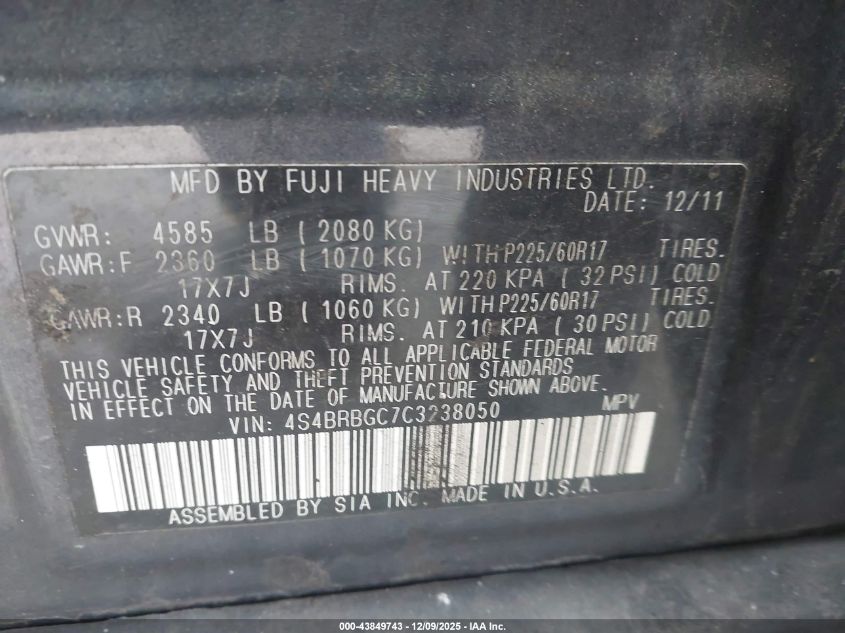 MFD BY FUJI HEAVY INDUSTRIES LTD.
DATE: 12/11
GVWR: 4585 LB ( 2080 KG)
GAWR:F 2360 LB ( 1070 KG) WITH P225/60R17 TIRES.
17X7J RIMS. AT 220 KPA ( 32 PSI) COLD
GAWR:R 2340 LB ( 1060 KG) WITH P225/60R17 TIRES.
17X7J RIMS. AT 210 KPA ( 30 PSI) COLD
THIS VEHICLE CONFORMS TO ALL APPLICABLE FEDERAL MOTOR
VEHICLE SAFETY AND THEFT PREVENTION STANDARDS
IN EFFECT ON THE DATE OF MANUFACTURE SHOWN ABOVE.
VIN: 4S4BRBGC7C3238050 MPV
ASSEMBLED BY SIA INC. MADE IN U.S.A.
000-43849743 / 12/09/2025 - IAA Inc.